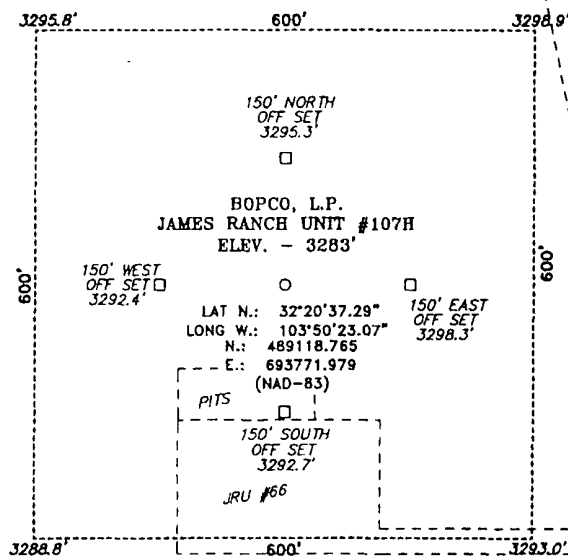 3295.8'
600'
3298.9'
150' NORTH
OFF SET
3295.3'
BOPCO, L.P.
JAMES RANCH UNIT #107H
ELEV. - 3283'
150' WEST
OFF SET
3292.4'
600'
600'
150' EAST
OFF SET
3298.3'
LAT N.: 32°20'37.29"
LONG W.: 103°50'23.07"
N.: 489118.765
E.: 693771.979
(NAD-83)
PITS
150' SOUTH
OFF SET
3292.7'
JRU #66
3288.8'
600'
3293.0'